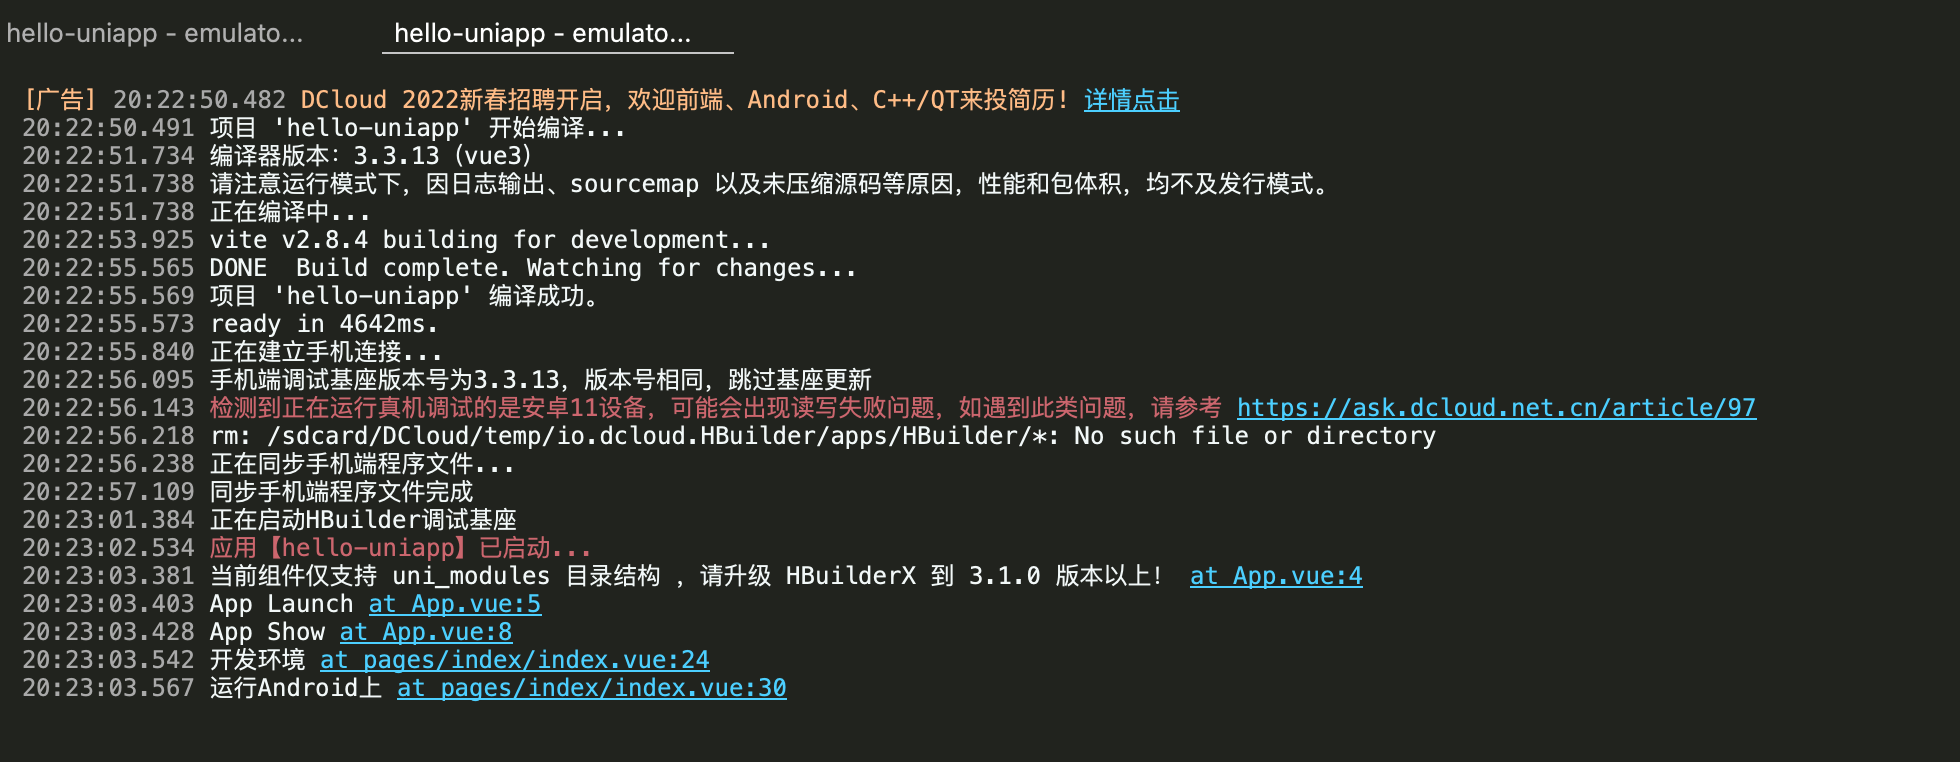 hello-uniapp - emulato...
hello-uniapp - emulato...
[广告] 20:22:50.482 DCloud 2022新春招聘开启，欢迎前端、Android、C++/QT来投简历! 详情点击
20:22:50.491 项目 'hello-uniapp' 开始编译...
20:22:51.734 编译器版本：3.3.13（vue3）
20:22:51.738 请注意运行模式下，因日志输出、sourcemap 以及未压缩源码等原因，性能和包体积，均不及发行模式。
20:22:51.738 正在编译中...
20:22:53.925 vite v2.8.4 building for development...
20:22:55.565 DONE  Build complete. Watching for changes...
20:22:55.569 项目 'hello-uniapp' 编译成功。
20:22:55.573 ready in 4642ms.
20:22:55.840 正在建立手机连接...
20:22:56.095 手机端调试基座版本号为3.3.13，版本号相同，跳过基座更新
20:22:56.143 检测到正在运行真机调试的是安卓11设备，可能会出现读写失败问题，如遇到此类问题，请参考 https://ask.dcloud.net.cn/article/97
20:22:56.218 rm: /sdcard/DCloud/temp/io.dcloud.HBuilder/apps/HBuilder/*: No such file or directory
20:22:56.238 正在同步手机端程序文件...
20:22:57.109 同步手机端程序文件完成
20:23:01.384 正在启动HBuilder调试基座
20:23:02.534 应用【hello-uniapp】已启动...
20:23:03.381 当前组件仅支持 uni_modules 目录结构 ，请升级 HBuilderX 到 3.1.0 版本以上！ at App.vue:4
20:23:03.403 App Launch at App.vue:5
20:23:03.428 App Show at App.vue:8
20:23:03.542 开发环境 at pages/index/index.vue:24
20:23:03.567 运行Android上 at pages/index/index.vue:30